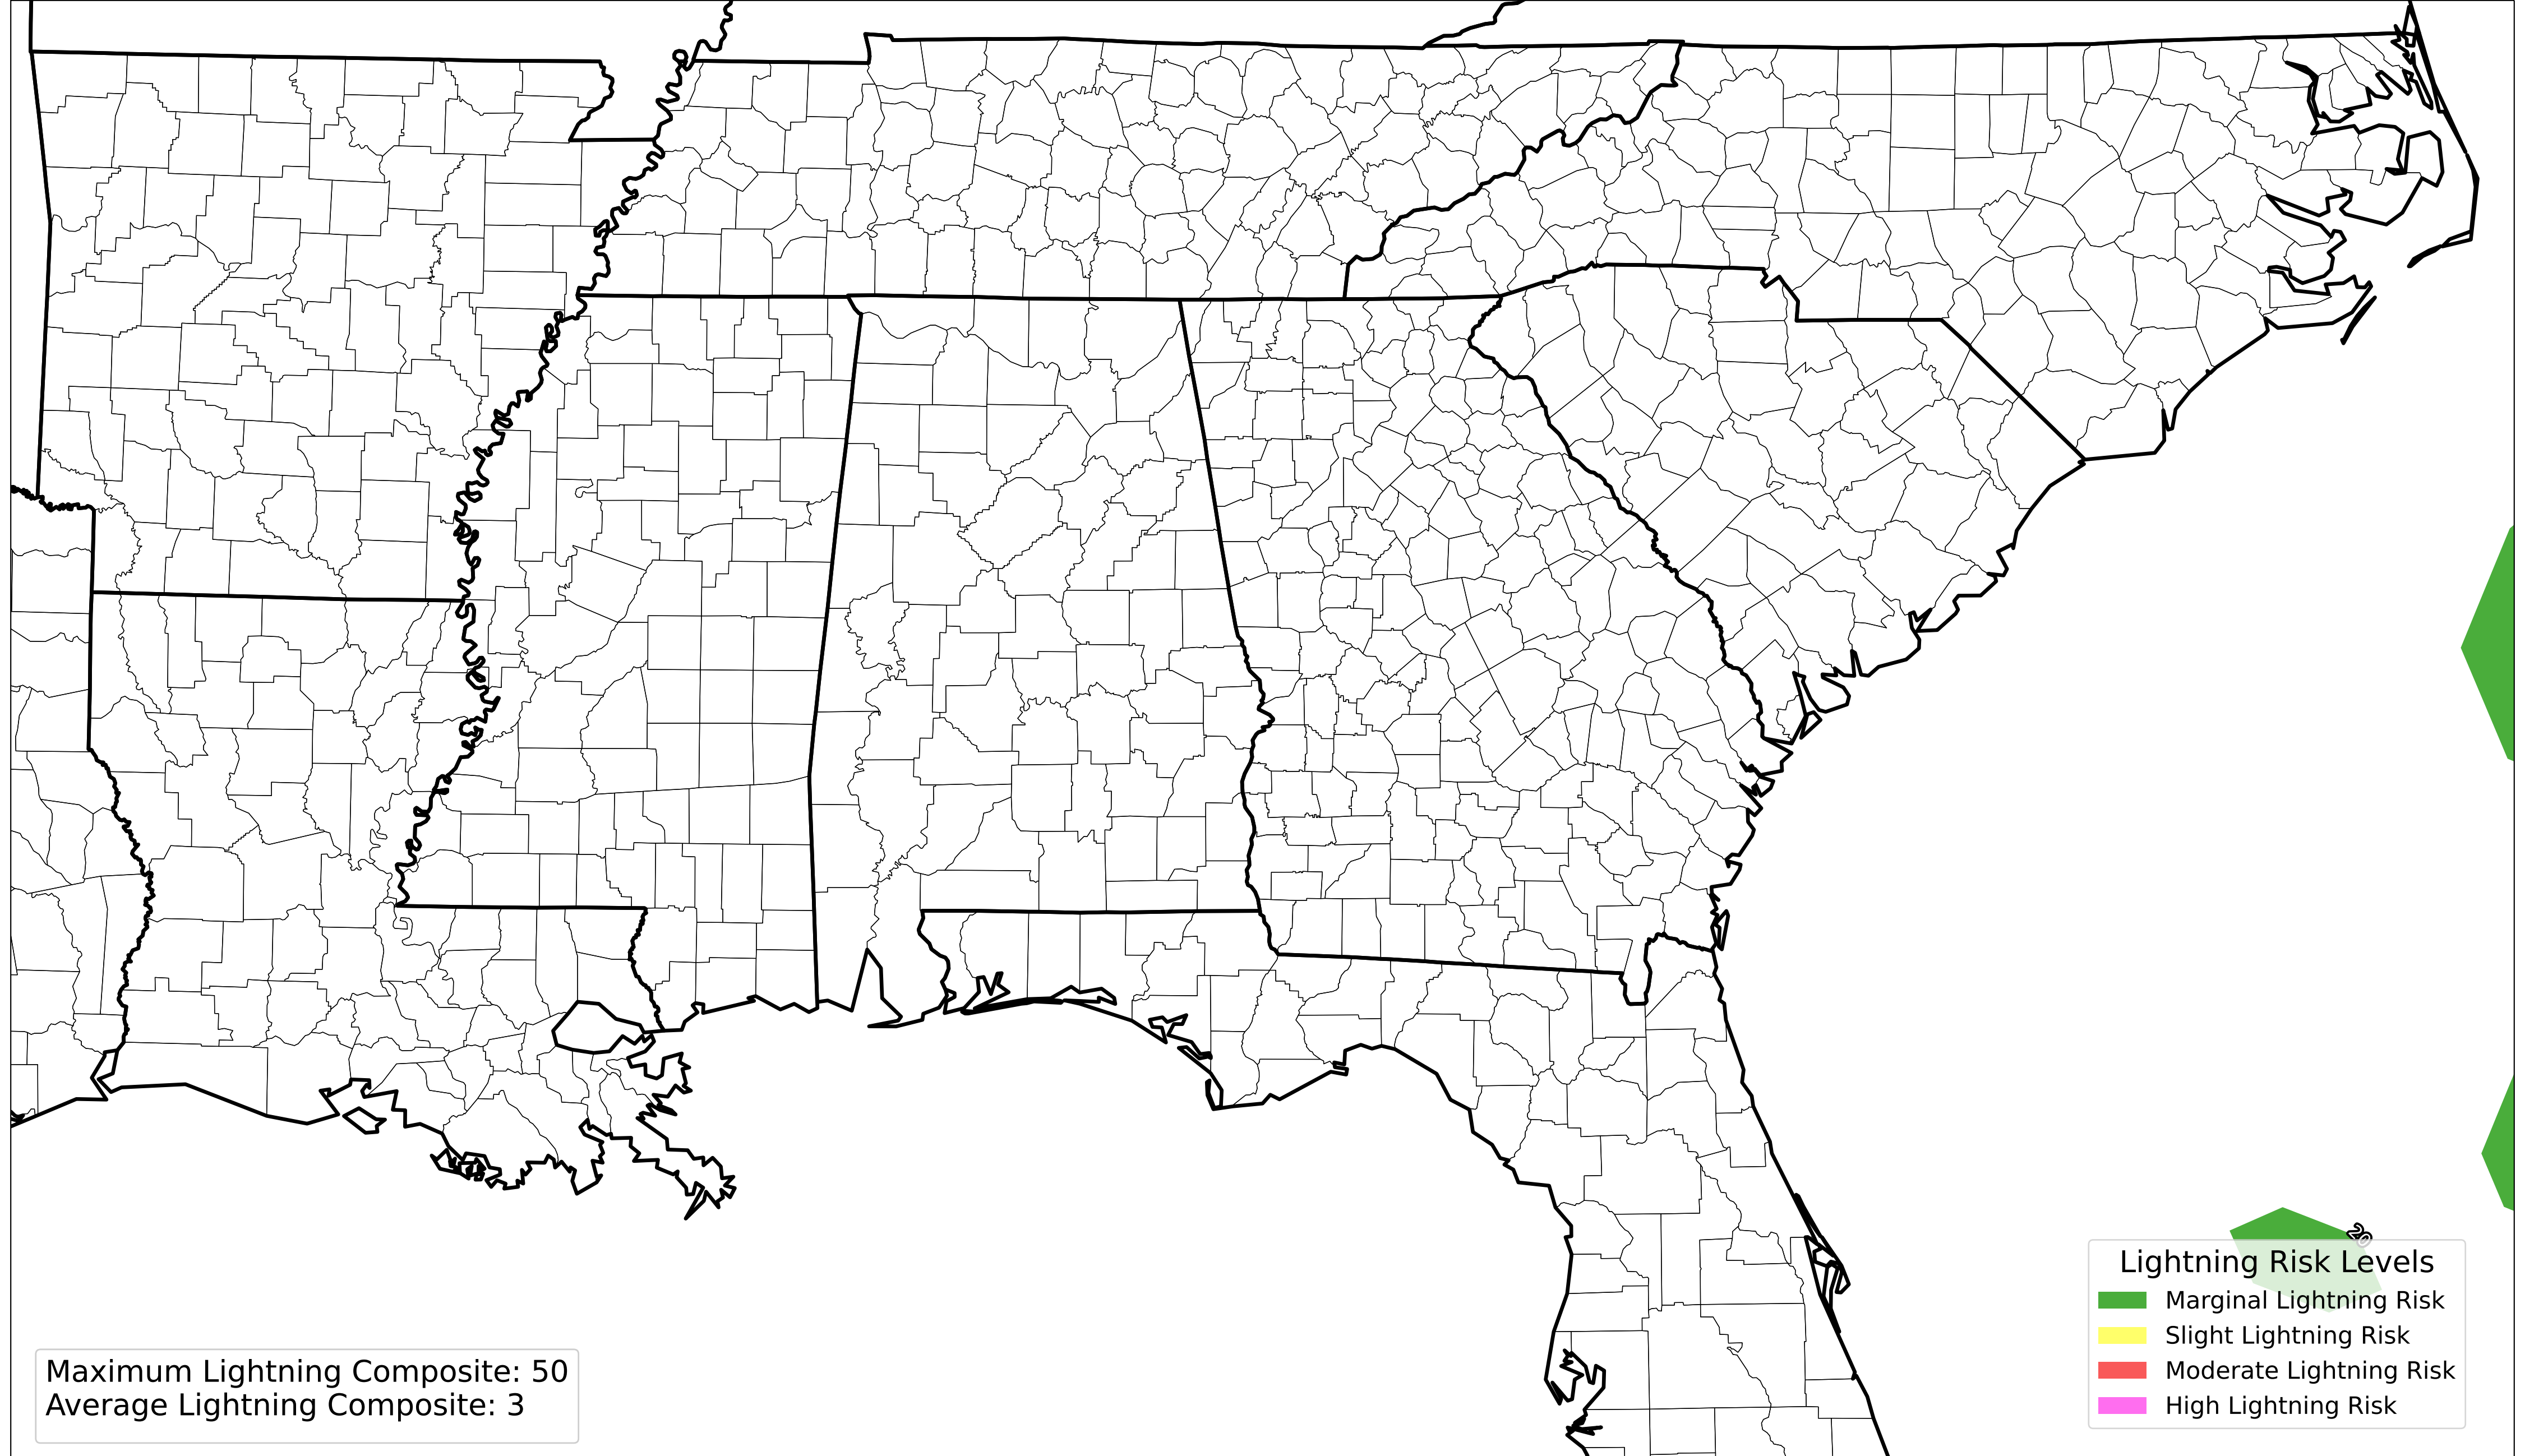 20
Lightning Risk Levels
Marginal Lightning Risk
Slight Lightning Risk
Moderate Lightning Risk
High Lightning Risk
Maximum Lightning Composite: 50
Average Lightning Composite: 3